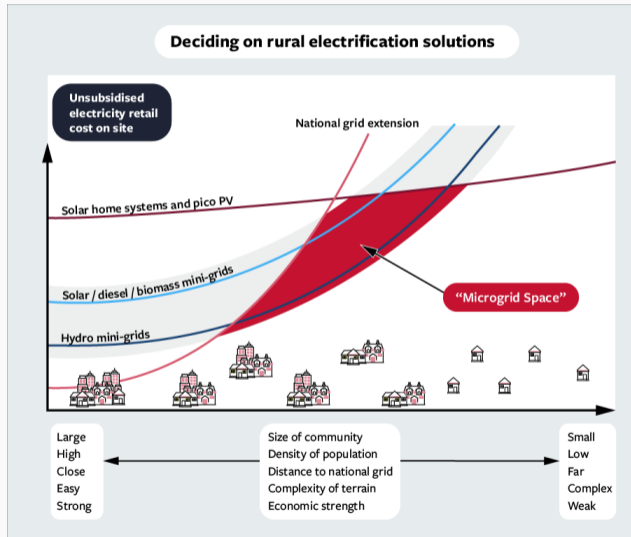 Deciding on rural electrification solutions
Unsubsidised
electricity retail
cost on site
National grid extension
Solar home systems and pico PV
Solar / diesel / biomass mini-grids
Hydro mini-grids
“Microgrid Space”
Large
High
Close
Easy
Strong
Size of community
Density of population
Distance to national grid
Complexity of terrain
Economic strength
Small
Low
Far
Complex
Weak